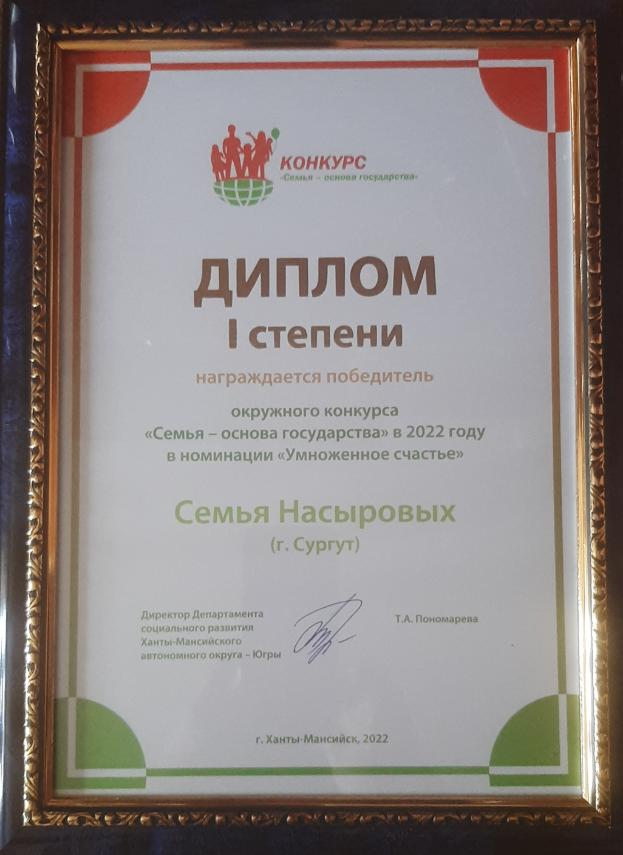 КОНКУРС
«Семья – основа государства»
ДИПЛОМ
I степени
награждается победитель
окружного конкурса
«Семья – основа государства» в 2022 году
в номинации «Умноженное счастье»
Семья Насыровых
(г. Сургут)
Директор Департамента
социального развития
Ханты-Мансийского
автономного округа – Югры
Т.А. Пономарева
г. Ханты-Мансийск, 2022